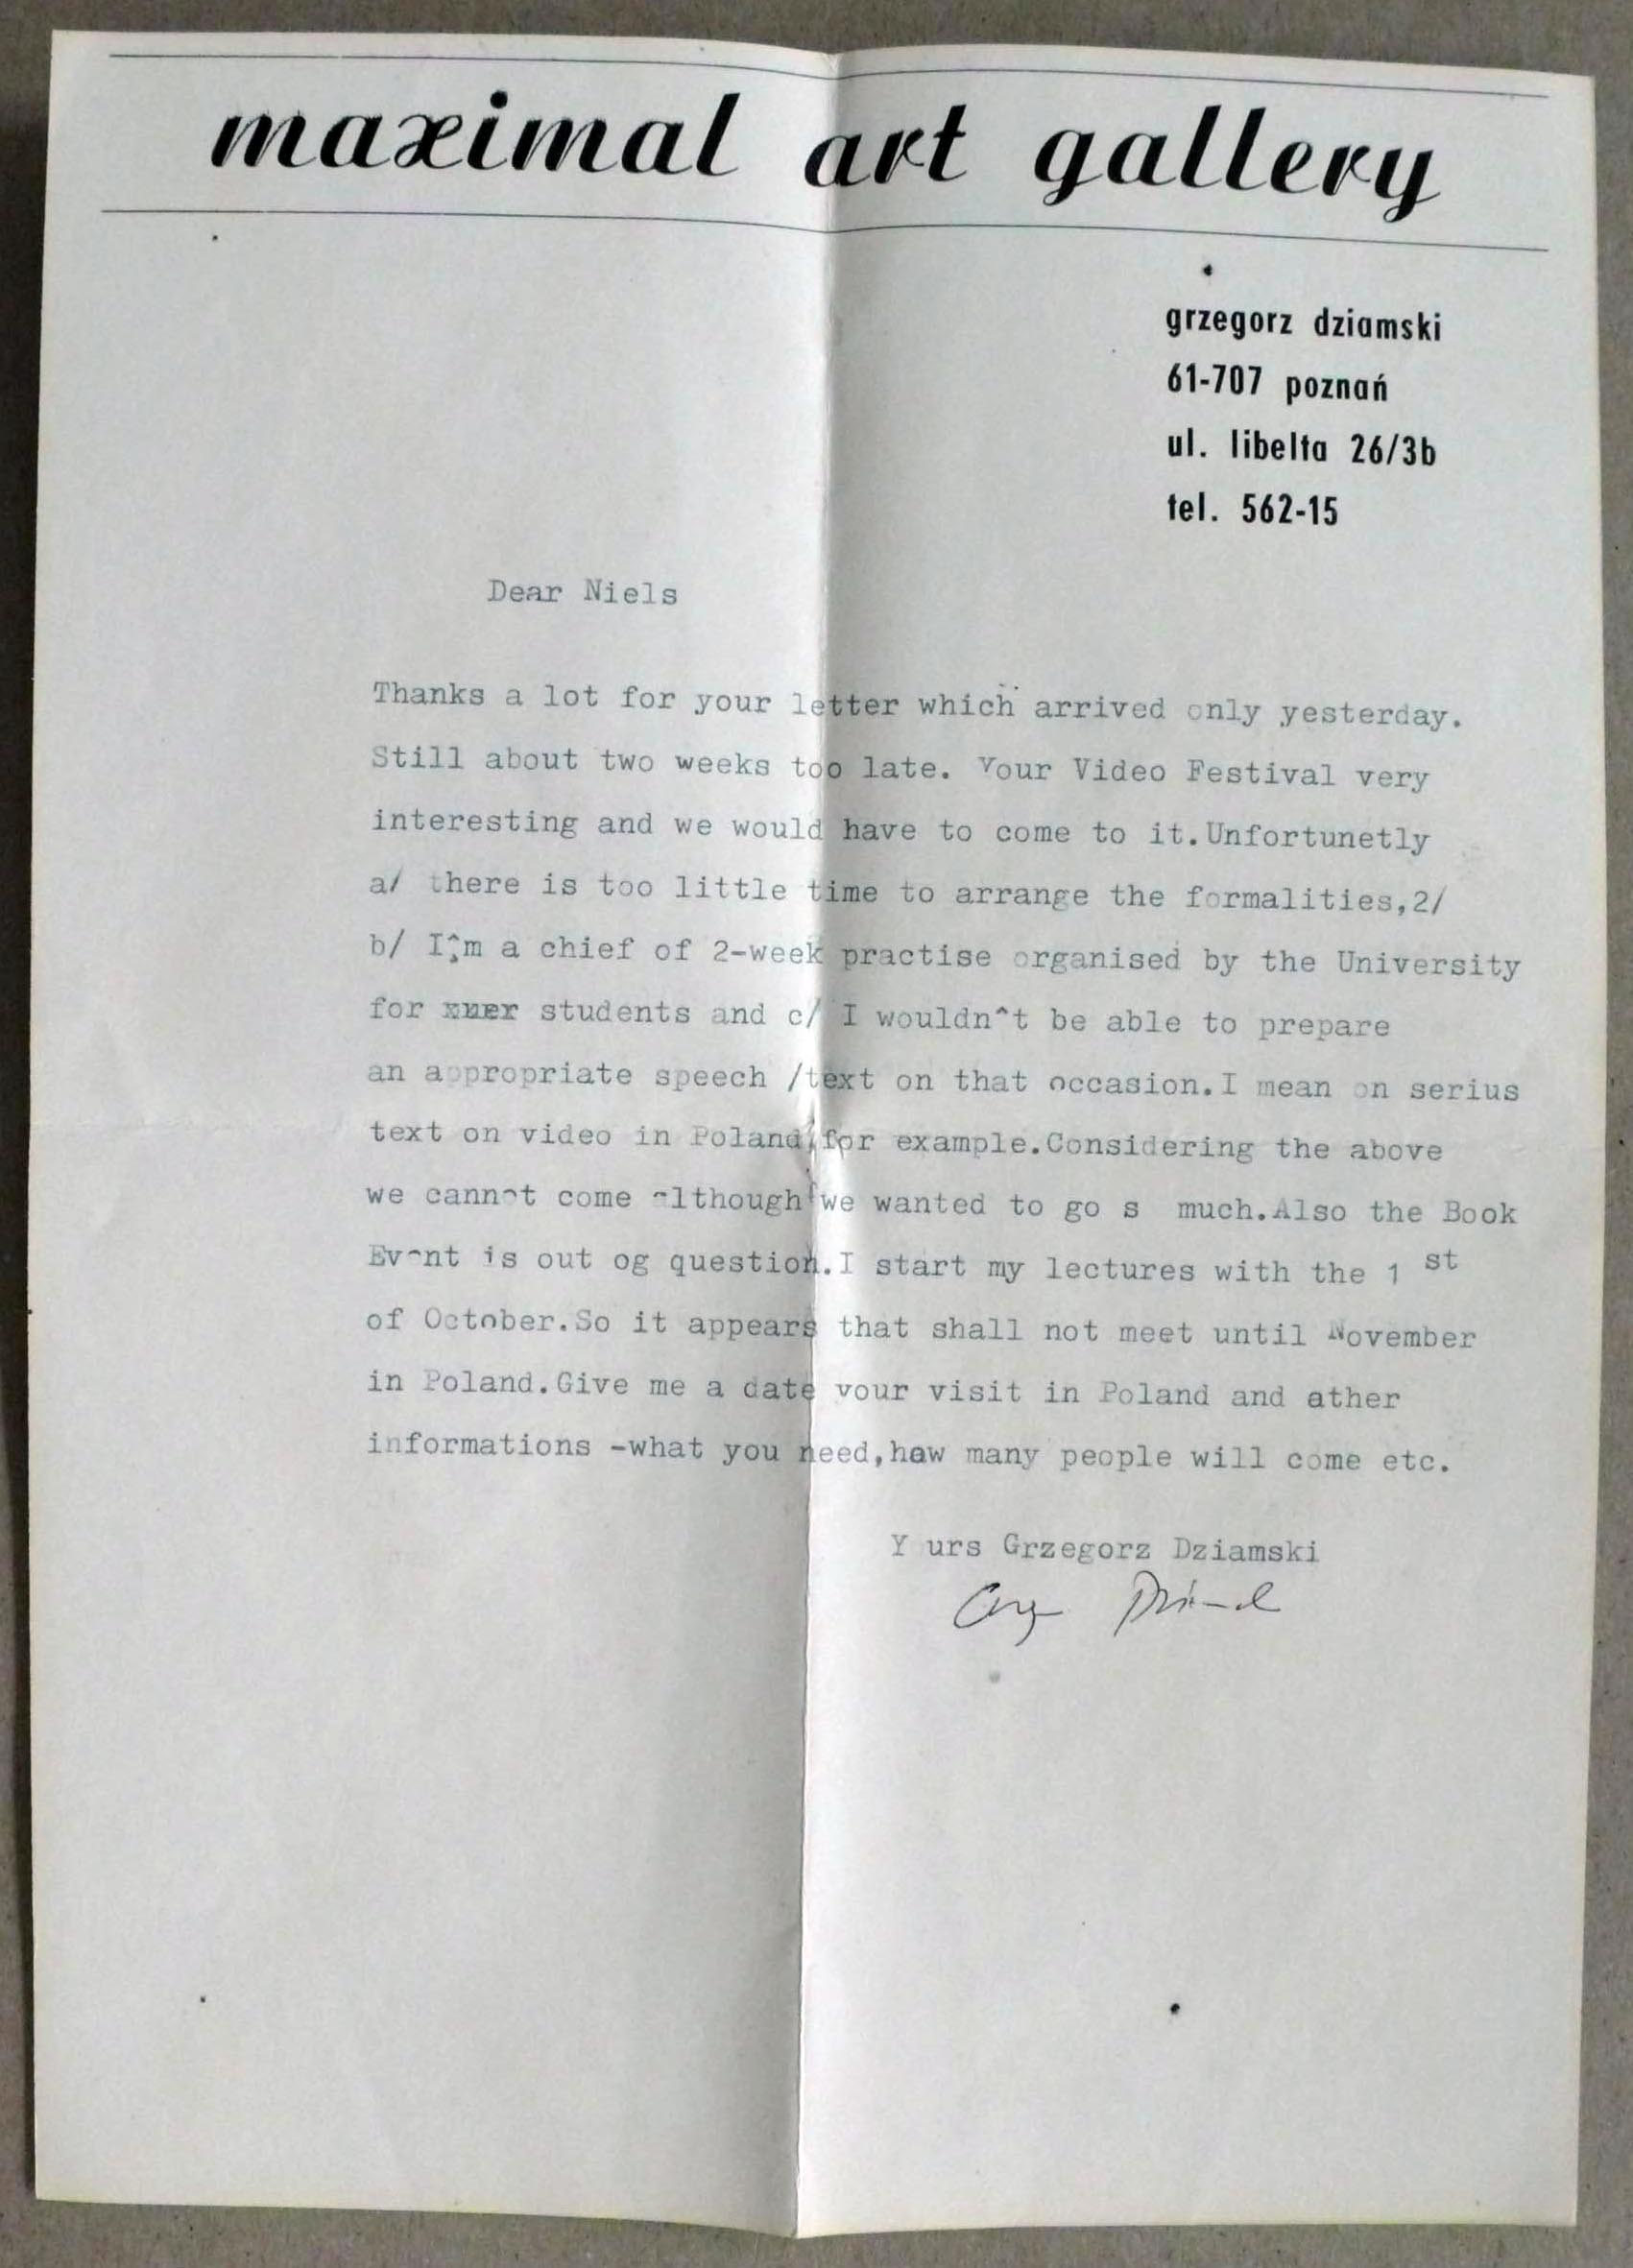 maximal art gallery
grzegorz dziamski
61-707 poznań
ul. libelta 26/3b
tel. 562-15
Dear Niels
Thanks a lot for your letter which arrived only yesterday.
Still about two weeks too late. Your Video Festival very
interesting and we would have to come to it.Unfortunetly
a/ there is too little time to arrange the formalities,2/
b/ I^m a chief of 2-week practise organised by the University
for students and c/ I wouldn^t be able to prepare
an appropriate speech /text on that occasion.I mean on serius
text on video in Poland,for example.Considering the above
we cannot come although we wanted to go s much.Also the Book
Event is out og question.I start my lectures with the 1 st
of October.So it appears that shall not meet until November
in Poland.Give me a date your visit in Poland and ather
informations -what you need,haw many people will come etc.
Y urs Grzegorz Dziamski